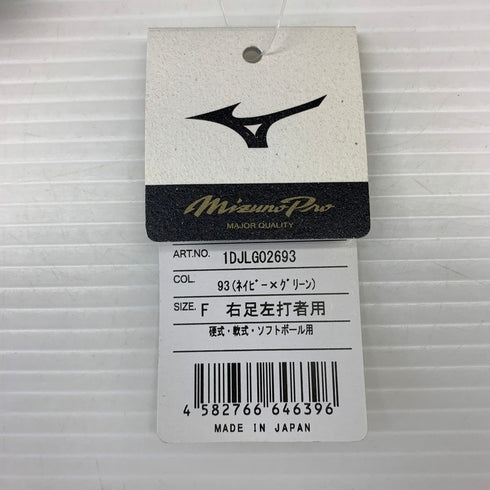 MizunoPro
MAJOR QUALITY
ART.NO. 1DJLG02693
COL. 93(ﾈｲﾋﾞｰ×ｸﾞﾘｰﾝ)
SIZE. F 右足左打者用
硬式・軟式・ソフトボール用
4 582766 646396
MADE IN JAPAN